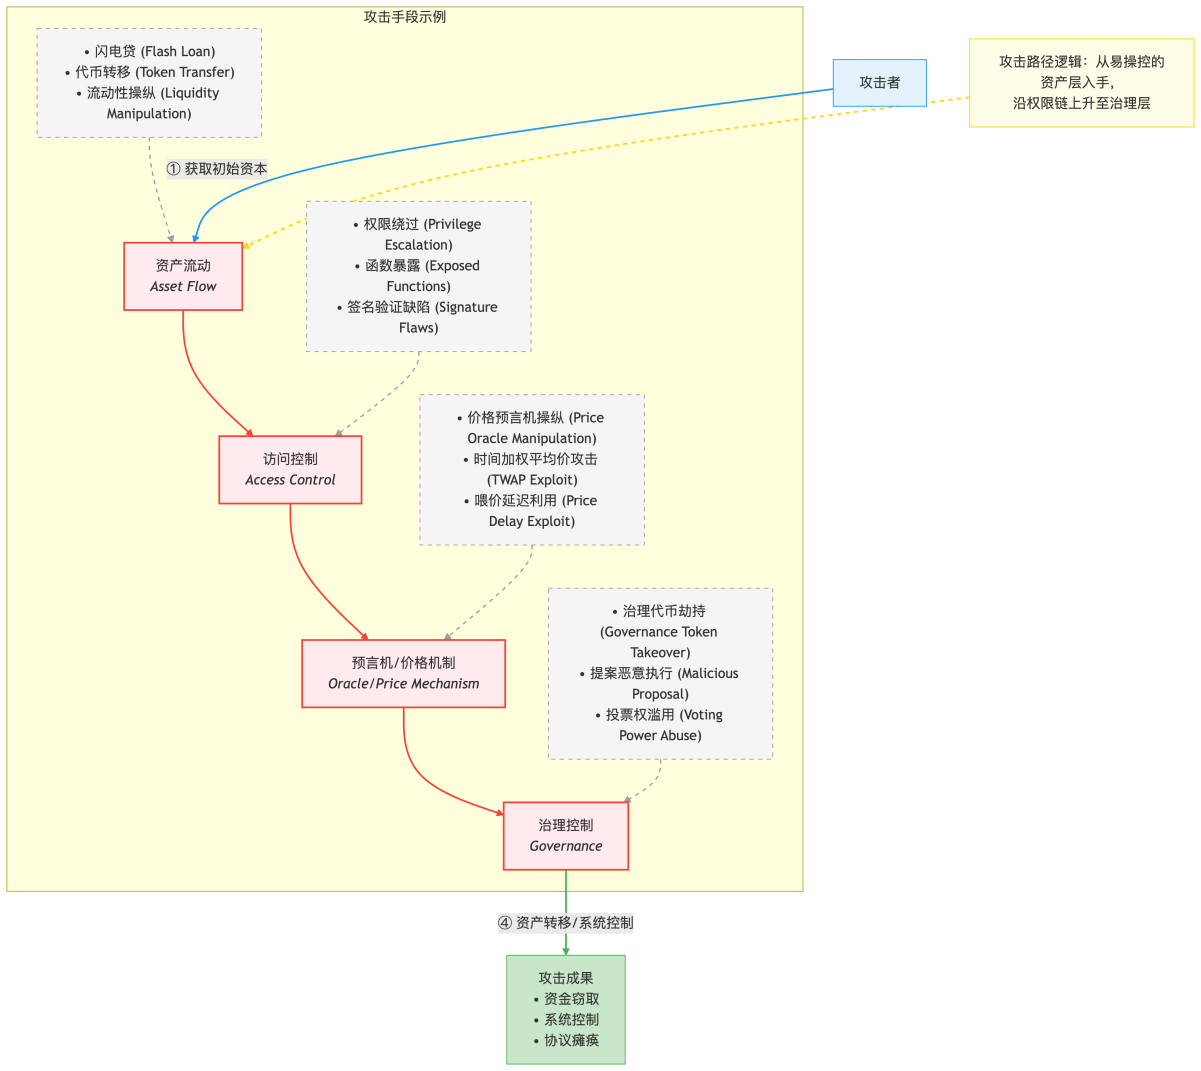 攻击手段示例
• 闪电贷 (Flash Loan)
• 代币转移 (Token Transfer)
• 流动性操纵 (Liquidity
Manipulation)
攻击者
攻击路径逻辑：从易操控的
资产层入手，
沿权限链上升至治理层
① 获取初始资本
• 权限绕过 (Privilege
Escalation)
• 函数暴露 (Exposed
Functions)
• 签名验证缺陷 (Signature
Flaws)
资产流动
Asset Flow
• 价格预言机操纵 (Price
Oracle Manipulation)
• 时间加权平均价攻击
(TWAP Exploit)
• 喂价延迟利用 (Price
Delay Exploit)
访问控制
Access Control
• 治理代币劫持
(Governance Token
Takeover)
• 提案恶意执行 (Malicious
Proposal)
• 投票权滥用 (Voting
Power Abuse)
预言机/价格机制
Oracle/Price Mechanism
治理控制
Governance
④ 资产转移/系统控制
攻击成果
• 资金窃取
• 系统控制
• 协议瘫痪